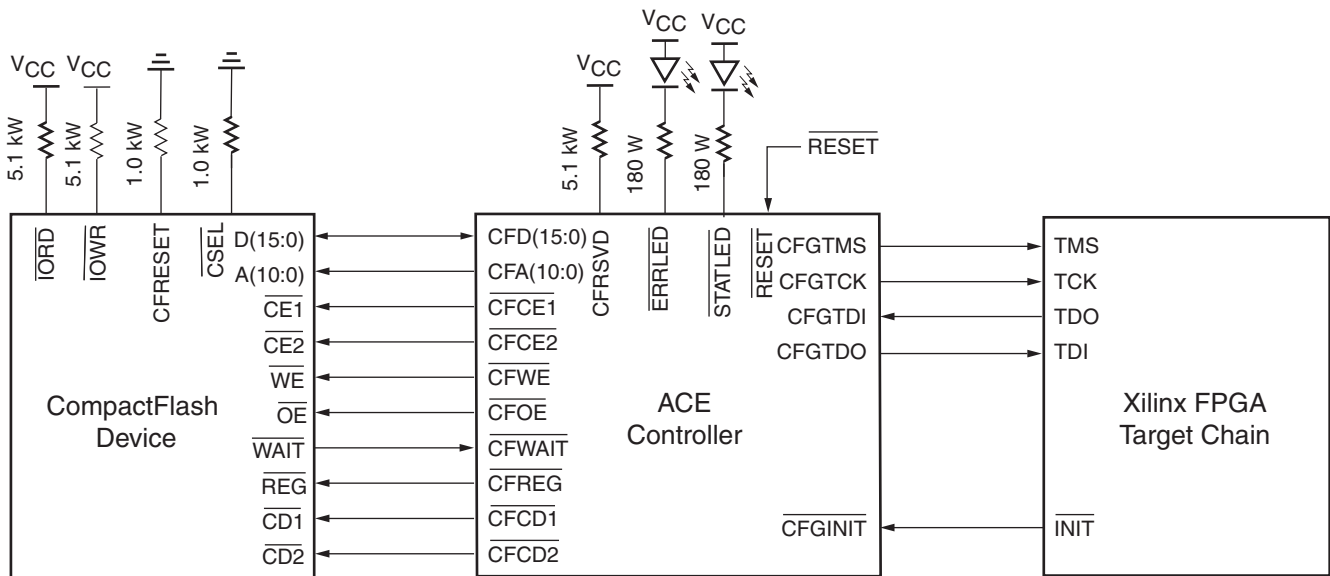 VCC
VCC
5.1 kW
5.1 kW
1.0 kW
1.0 kW
VCC
VCC
VCC
5.1 kW
180 W
180 W
RESET
IORD
IOWR
CFRESET
CSEL
D(15:0)
A(10:0)
CE1
CE2
WE
OE
WAIT
REG
CD1
CD2
CompactFlash
Device
CFD(15:0)
CFA(10:0)
CFCE1
CFCE2
CFWE
CFOE
CFWAIT
CFREG
CFCD1
CFCD2
CFRSVD
ERRLED
STATLED
RESET
ACE
Controller
CFGTMS
CFGTCK
CFGTDI
CFGTDO
CFGINIT
TMS
TCK
TDO
TDI
Xilinx FPGA
Target Chain
INIT